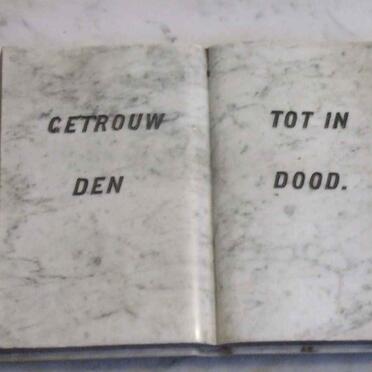 GETROUW TOT IN
DEN DOOD.